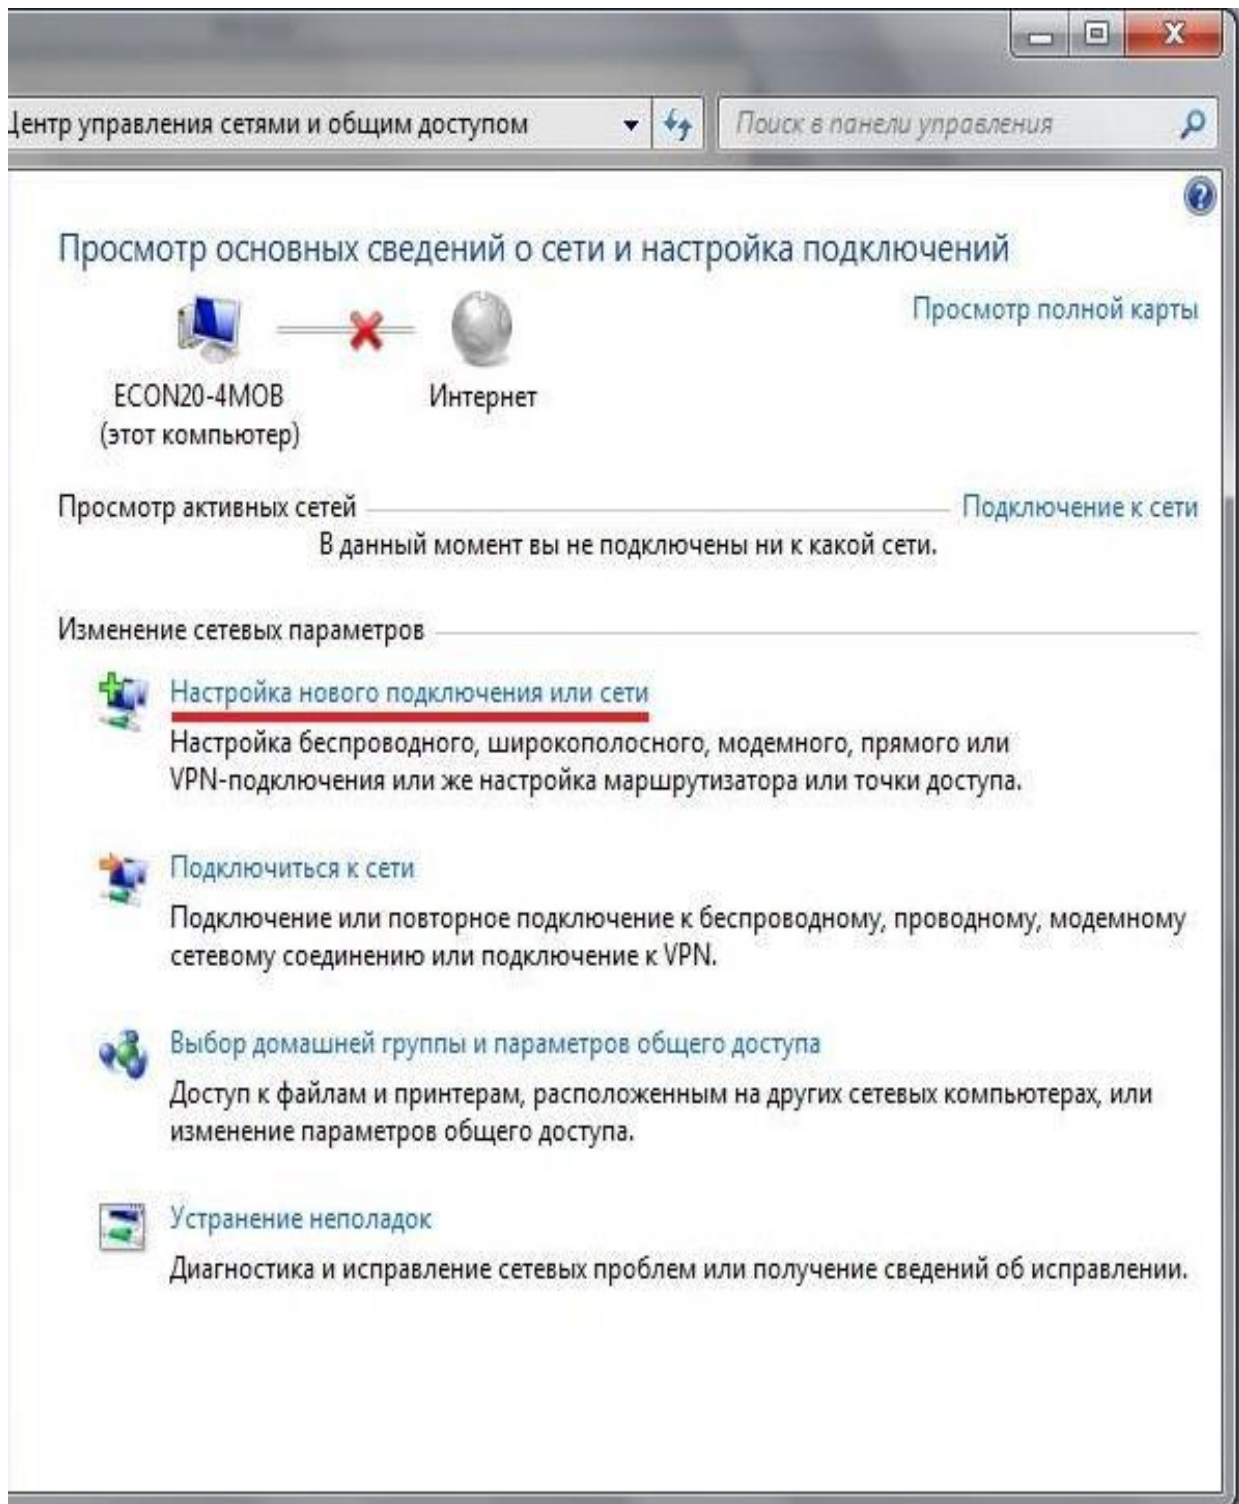 Центр управления сетями и общим доступом
Поиск в панели управления
Просмотр основных сведений о сети и настройка подключений
Просмотр полной карты
ECON20-4MOB
(этот компьютер)
Интернет
Просмотр активных сетей
Подключение к сети
В данный момент вы не подключены ни к какой сети.
Изменение сетевых параметров
Настройка нового подключения или сети
Настройка беспроводного, широкополосного, модемного, прямого или
VPN-подключения или же настройка маршрутизатора или точки доступа.
Подключиться к сети
Подключение или повторное подключение к беспроводному, проводному, модемному
сетевому соединению или подключение к VPN.
Выбор домашней группы и параметров общего доступа
Доступ к файлам и принтерам, расположенным на других сетевых компьютерах, или
изменение параметров общего доступа.
Устранение неполадок
Диагностика и исправление сетевых проблем или получение сведений об исправлении.